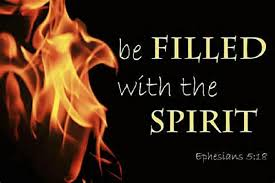 be FILLED
with the
SPIRIT
Ephesians 5:18